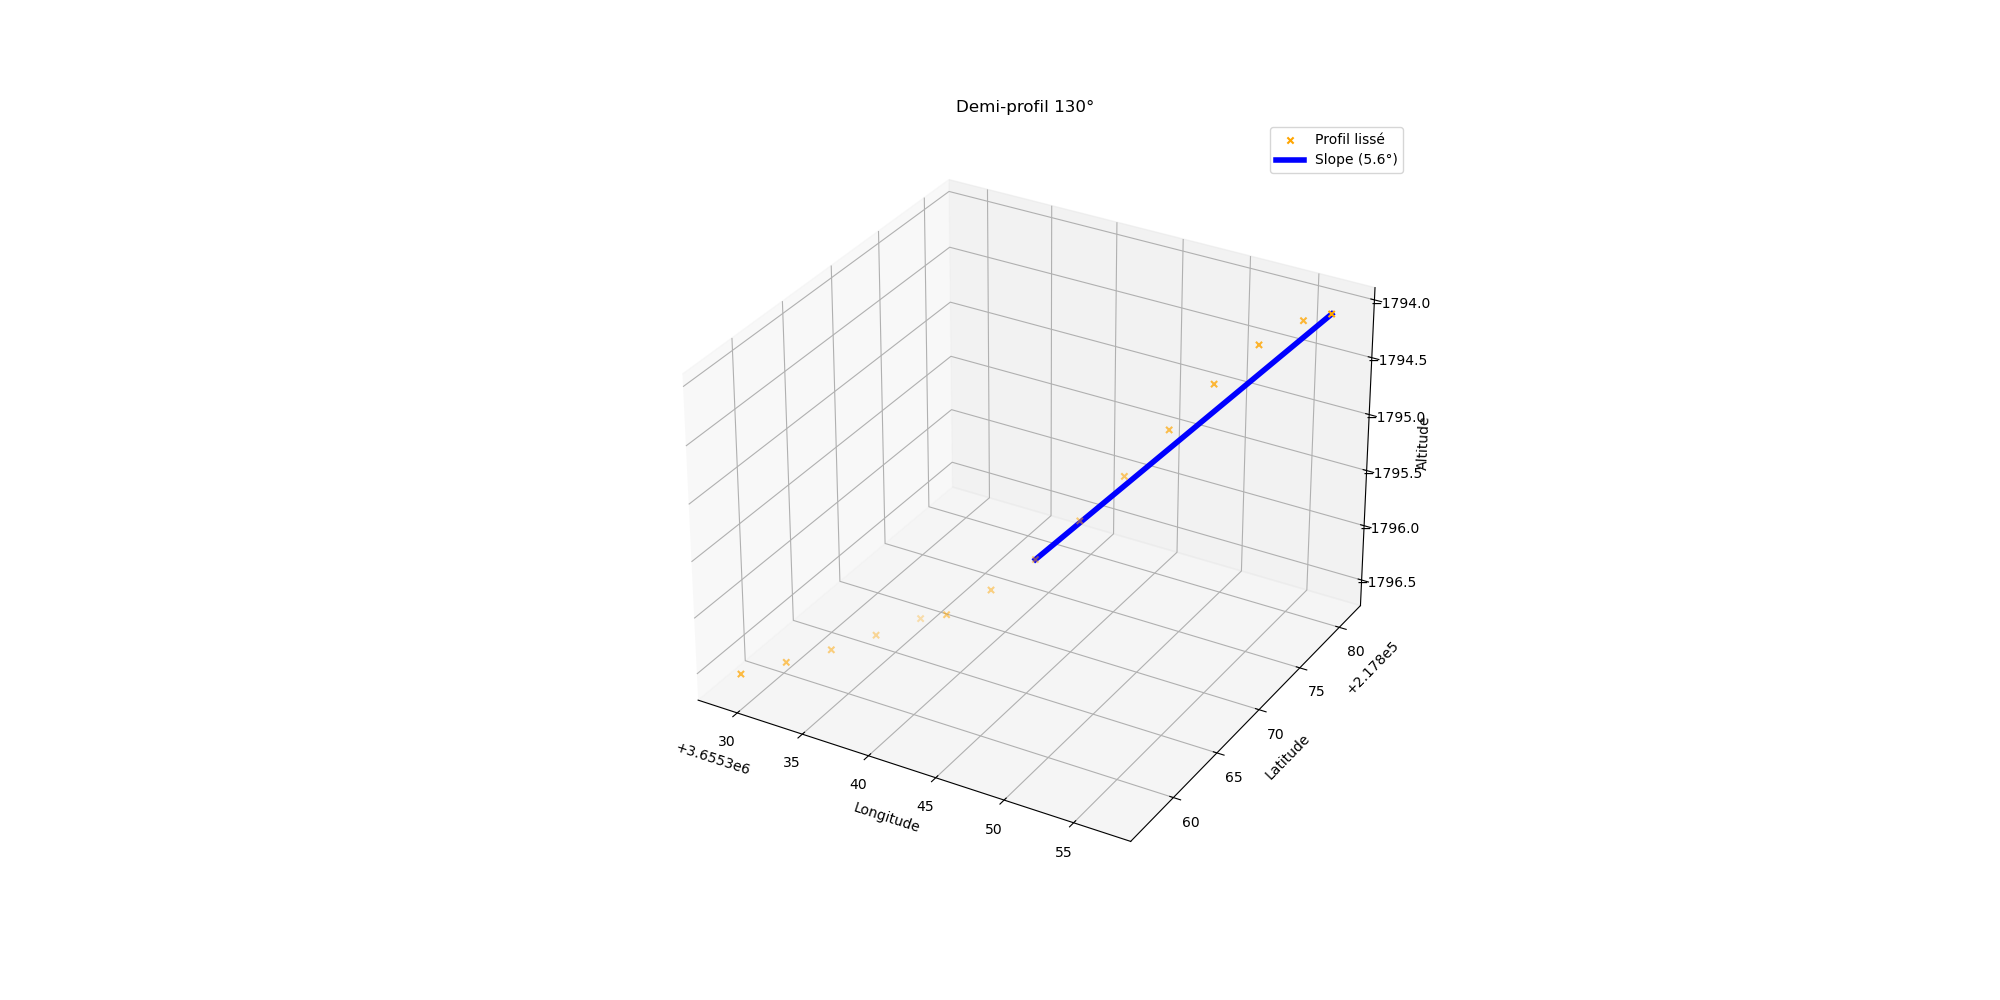 Demi-profil 130°
Profil lissé
Slope (5.6°)
−1794.0
−1794.5
−1795.0
−1795.5
−1796.0
−1796.5
Altitude
80
75
70
65
60
+2.178e5
Latitude
30
35
40
45
50
55
+3.6553e6
Longitude